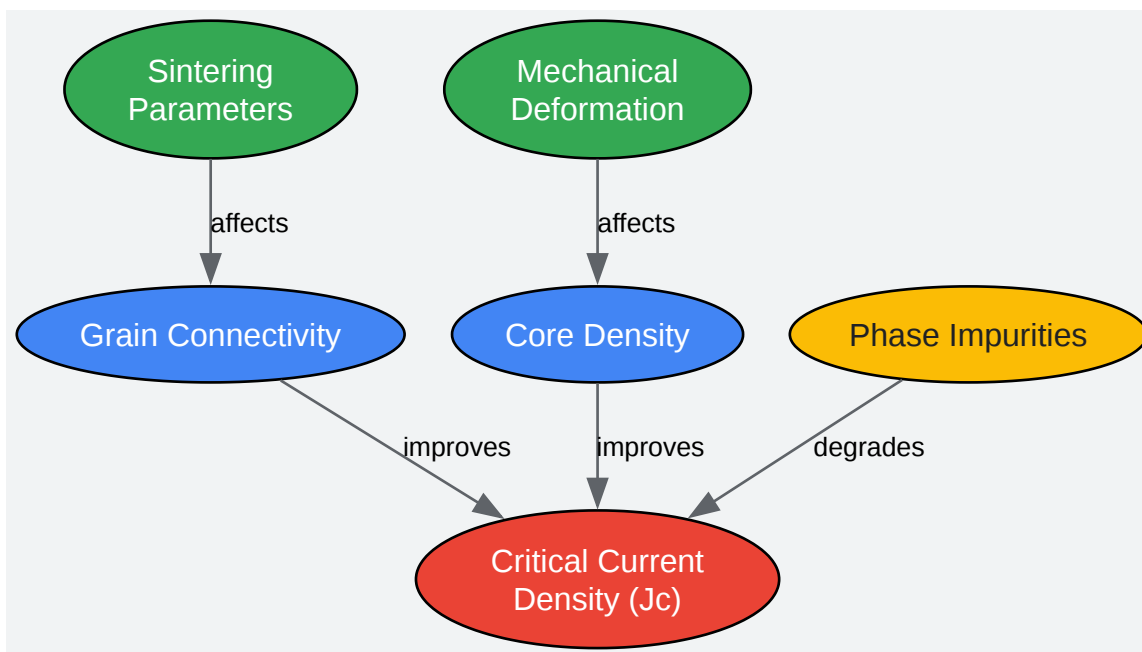 Sintering
Parameters
Mechanical
Deformation
affects
affects
Grain Connectivity
Core Density
Phase Impurities
improves
improves
degrades
Critical Current
Density (Jc)